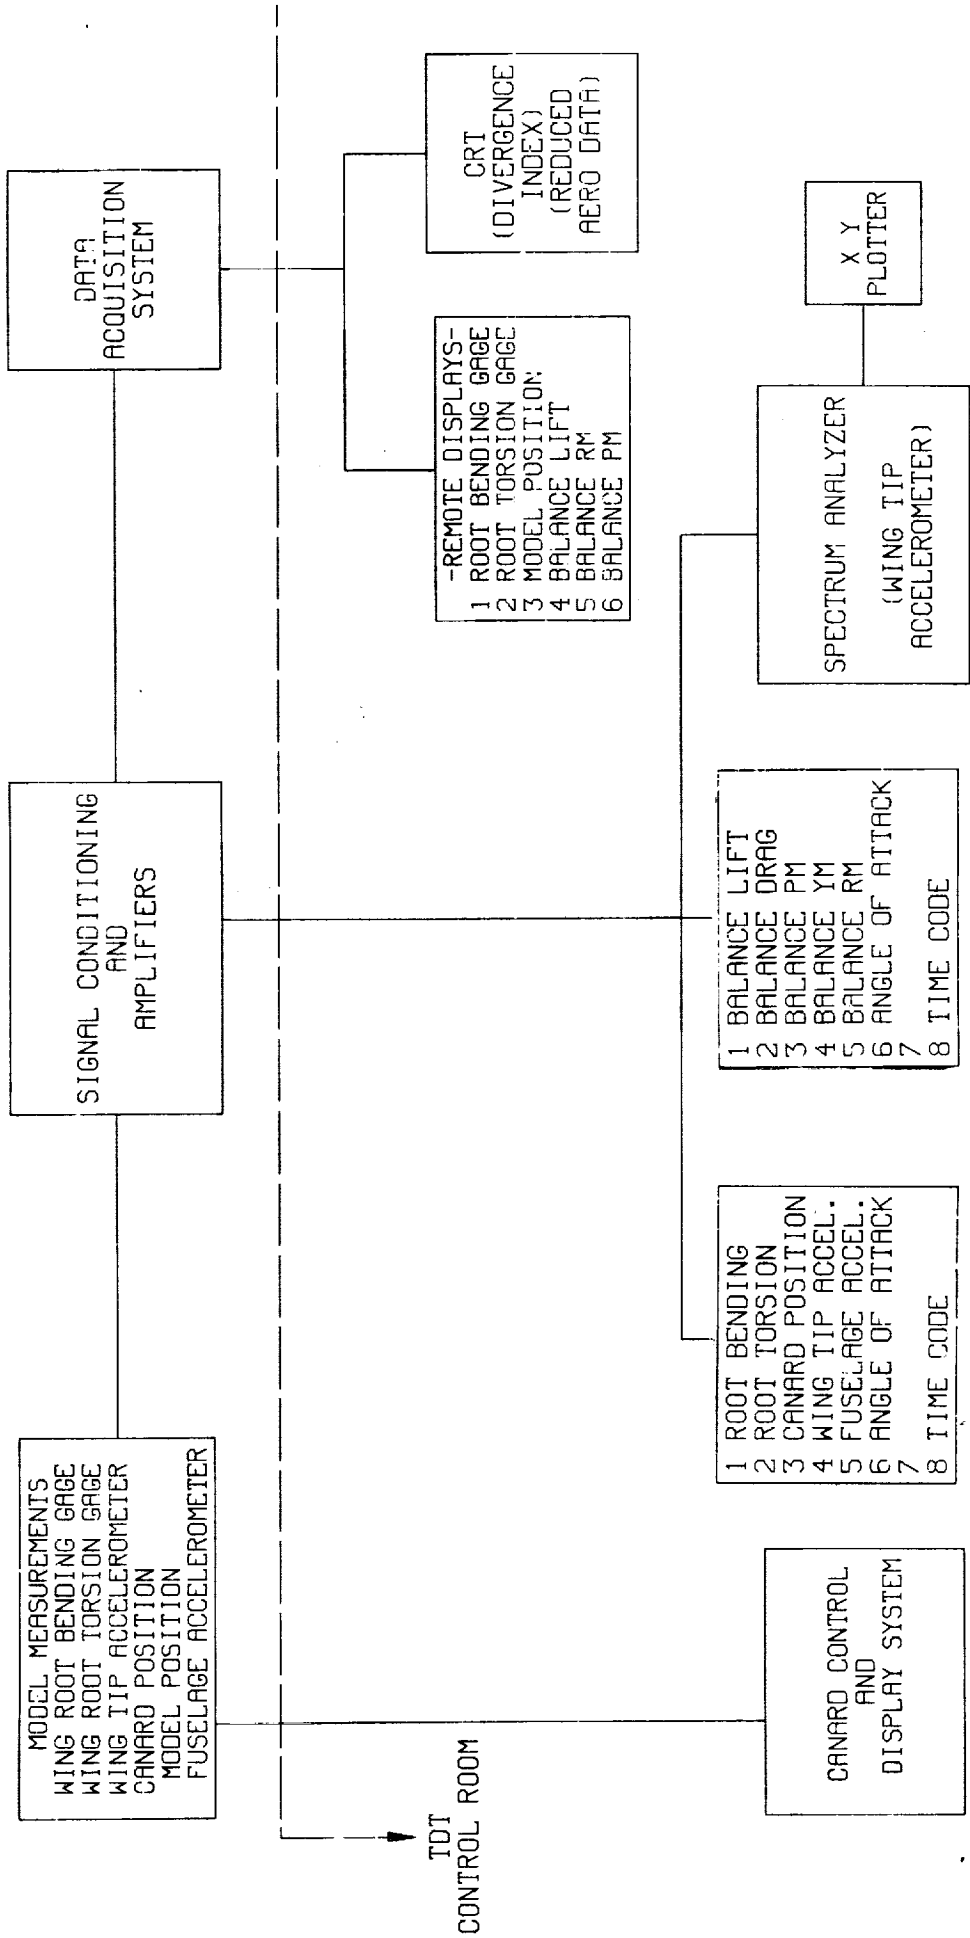 MODEL MEASUREMENTS
WING ROOT BENDING GAGE
WING ROOT TORSION GAGE
WING TIP ACCELEROMETER
CANARD POSITION
MODEL POSITION
FUSELAGE ACCELEROMETER
SIGNAL CONDITIONING
AND
AMPLIFIERS
DATA
ACQUISITION
SYSTEM
TDT
CONTROL ROOM
-REMOTE DISPLAYS-
1 ROOT BENDING GAGE
2 ROOT TORSION GAGE
3 MODEL POSITION
4 BALANCE LIFT
5 BALANCE RM
6 BALANCE PM
CRT
(DIVERGENCE
INDEX)
(REDUCED
AERO DATA)
CANARD CONTROL
AND
DISPLAY SYSTEM
1 ROOT BENDING
2 ROOT TORSION
3 CANARD POSITION
4 WING TIP ACCEL.
5 FUSELAGE ACCEL.
6 ANGLE OF ATTACK
7
8 TIME CODE
1 BALANCE LIFT
2 BALANCE DRAG
3 BALANCE PM
4 BALANCE YM
5 BALANCE RM
6 ANGLE OF ATTACK
7
8 TIME CODE
SPECTRUM ANALYZER
(WING TIP
ACCELEROMETER)
X Y
PLOTTER